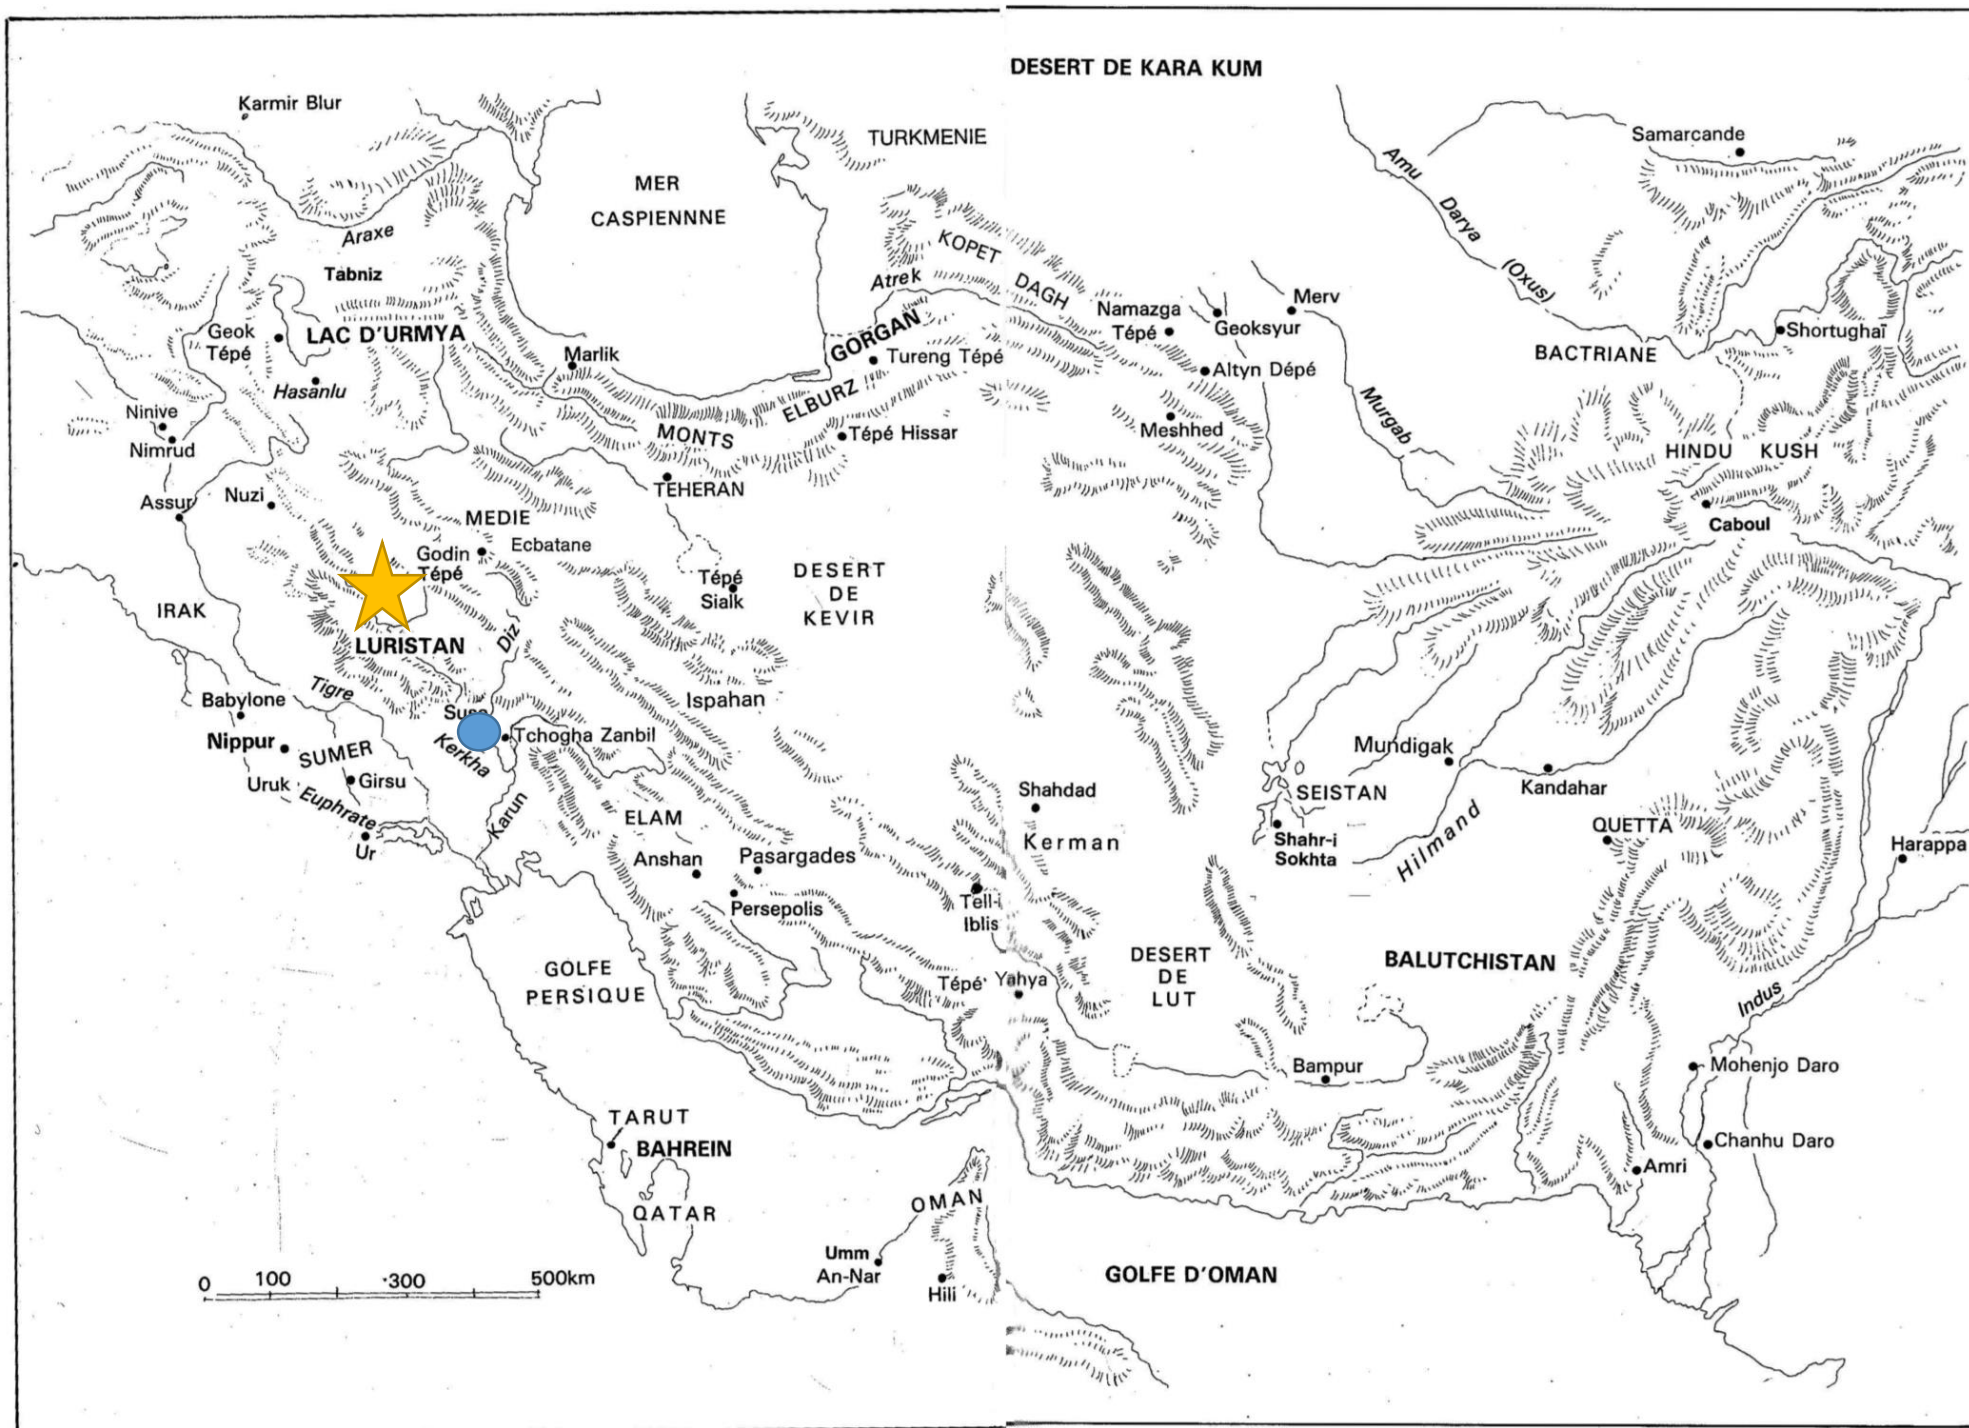 DESERT DE KARA KUM
Karmir Blur
TURKMENIE
Samarcande
MER
CASPIENNNE
Amu
Darya
(Oxus)
Araxe
Tabniz
KOPET
DAGH
Atrek
Namazga
Tépé
Merv
Geoksyur
Geok
Tépé
LAC D'URMYA
GORGAN
Shortughaï
BACTRIANE
Marlik
Tureng Tépé
Altyn Dépé
Hasanlu
ELBURZ
MONTS
Murgab
Ninive
Nimrud
Tépé Hissar
Meshhed
HINDU KUSH
TEHERAN
Assur
Nuzi
Caboul
MEDIE
Ecbatane
Godin
Tépé
Tépé
Sialk
DESERT
DE
KEVIR
IRAK
LURISTAN
Diz
Tigre
Babylone
Ispahan
Susa
Tchogha Zanbil
Nippur
SUMER
Kerkha
Mundigak
Uruk
Girsu
Euphrate
Shahdad
SEISTAN
Kandahar
Karun
ELAM
Kerman
Hilmand
QUETTA
Ur
Shahr-i
Sokhta
Harappa
Anshan
Pasargades
Persepolis
Tell-i
Iblis
GOLFE
PERSIQUE
DESERT
DE
LUT
BALUTCHISTAN
Tépé Yahya
Indus
Bampur
Mohenjo Daro
TARUT
BAHREIN
Chanhu Daro
Amri
QATAR
OMAN
Umm
An-Nar
Hili
GOLFE D'OMAN
0 100 300 500km